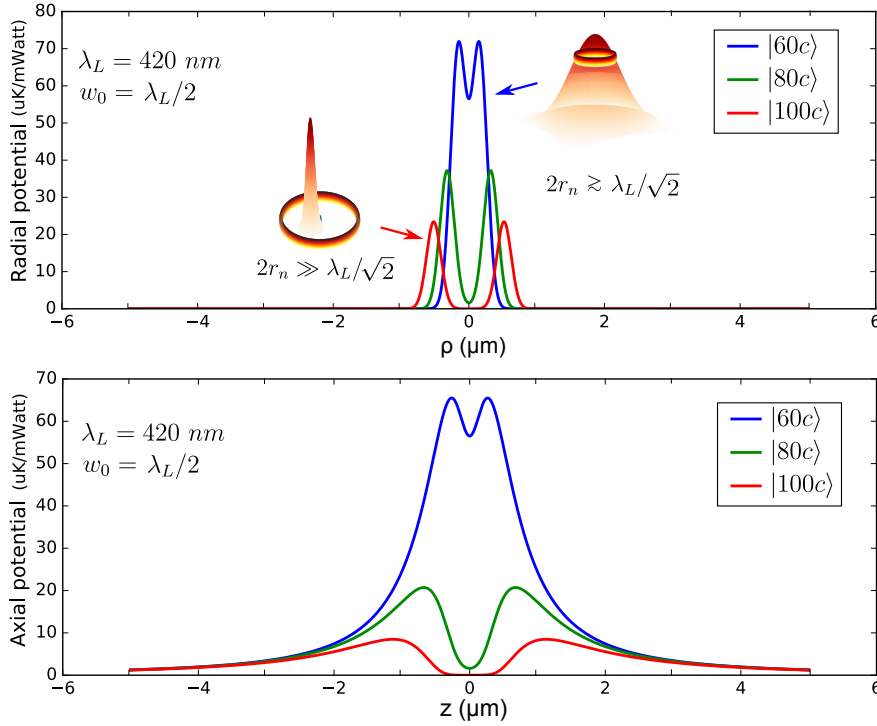 80
70
60
50
40
30
20
10
0
Radial potential (uK/mWatt)
λ_L = 420 nm
w_0 = λ_L/2
|60c⟩
|80c⟩
|100c⟩
2r_n ≳ λ_L/√2
2r_n ≫ λ_L/√2
−6 −4 −2 0 2 4 6
ρ (μm)
70
60
50
40
30
20
10
0
Axial potential (uK/mWatt)
λ_L = 420 nm
w_0 = λ_L/2
|60c⟩
|80c⟩
|100c⟩
−6 −4 −2 0 2 4 6
z (μm)